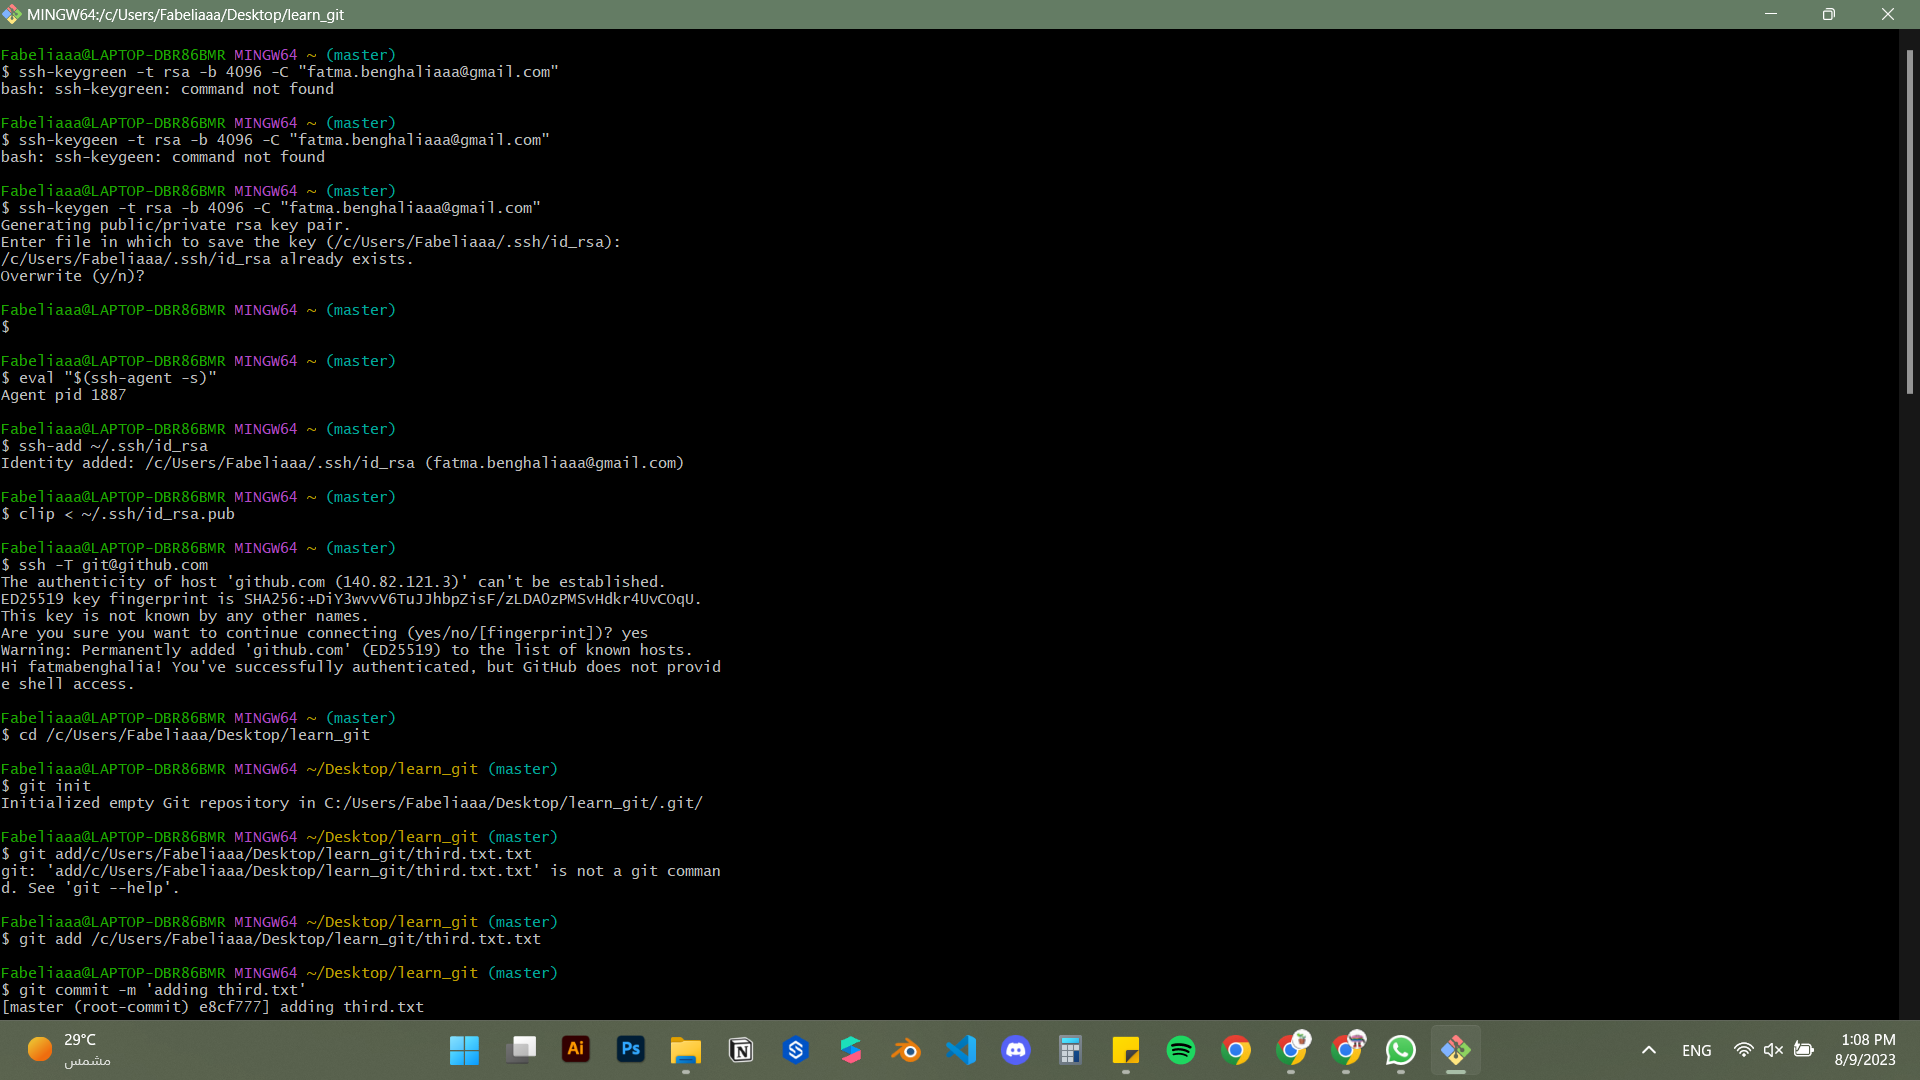 MINGW64:/c/Users/Fabeliaaa/Desktop/learn_git
Fabeliaaa@LAPTOP-DBR86BMR MINGW64 ~ (master)
$ ssh-keygreen -t rsa -b 4096 -C "fatma.benghaliaaa@gmail.com"
bash: ssh-keygreen: command not found
Fabeliaaa@LAPTOP-DBR86BMR MINGW64 ~ (master)
$ ssh-keygeen -t rsa -b 4096 -C "fatma.benghaliaaa@gmail.com"
bash: ssh-keygeen: command not found
Fabeliaaa@LAPTOP-DBR86BMR MINGW64 ~ (master)
$ ssh-keygen -t rsa -b 4096 -C "fatma.benghaliaaa@gmail.com"
Generating public/private rsa key pair.
Enter file in which to save the key (/c/Users/Fabeliaaa/.ssh/id_rsa):
/c/Users/Fabeliaaa/.ssh/id_rsa already exists.
Overwrite (y/n)?
Fabeliaaa@LAPTOP-DBR86BMR MINGW64 ~ (master)
$
Fabeliaaa@LAPTOP-DBR86BMR MINGW64 ~ (master)
$ eval "$(ssh-agent -s)"
Agent pid 1887
Fabeliaaa@LAPTOP-DBR86BMR MINGW64 ~ (master)
$ ssh-add ~/.ssh/id_rsa
Identity added: /c/Users/Fabeliaaa/.ssh/id_rsa (fatma.benghaliaaa@gmail.com)
Fabeliaaa@LAPTOP-DBR86BMR MINGW64 ~ (master)
$ clip < ~/.ssh/id_rsa.pub
Fabeliaaa@LAPTOP-DBR86BMR MINGW64 ~ (master)
$ ssh -T git@github.com
The authenticity of host 'github.com (140.82.121.3)' can't be established.
ED25519 key fingerprint is SHA256:+DiY3wvvV6TuJJhbpZisF/zLDA0zPMSvHdkr4UvCOqU.
This key is not known by any other names.
Are you sure you want to continue connecting (yes/no/[fingerprint])? yes
Warning: Permanently added 'github.com' (ED25519) to the list of known hosts.
Hi fatmabenghalia! You've successfully authenticated, but GitHub does not provid
e shell access.
Fabeliaaa@LAPTOP-DBR86BMR MINGW64 ~ (master)
$ cd /c/Users/Fabeliaaa/Desktop/learn_git
Fabeliaaa@LAPTOP-DBR86BMR MINGW64 ~/Desktop/learn_git (master)
$ git init
Initialized empty Git repository in C:/Users/Fabeliaaa/Desktop/learn_git/.git/
Fabeliaaa@LAPTOP-DBR86BMR MINGW64 ~/Desktop/learn_git (master)
$ git add/c/Users/Fabeliaaa/Desktop/learn_git/third.txt.txt
git: 'add/c/Users/Fabeliaaa/Desktop/learn_git/third.txt.txt' is not a git comman
d. See 'git --help'.
Fabeliaaa@LAPTOP-DBR86BMR MINGW64 ~/Desktop/learn_git (master)
$ git add /c/Users/Fabeliaaa/Desktop/learn_git/third.txt.txt
Fabeliaaa@LAPTOP-DBR86BMR MINGW64 ~/Desktop/learn_git (master)
$ git commit -m 'adding third.txt'
[master (root-commit) e8cf777] adding third.txt
29°C
مشمس
Ai
Ps
ENG
1:08 PM
8/9/2023